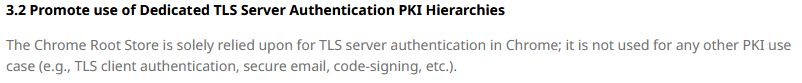 3.2 Promote use of Dedicated TLS Server Authentication PKI Hierarchies
The Chrome Root Store is solely relied upon for TLS server authentication in Chrome; it is not used for any other PKI use
case (e.g., TLS client authentication, secure email, code-signing, etc.).